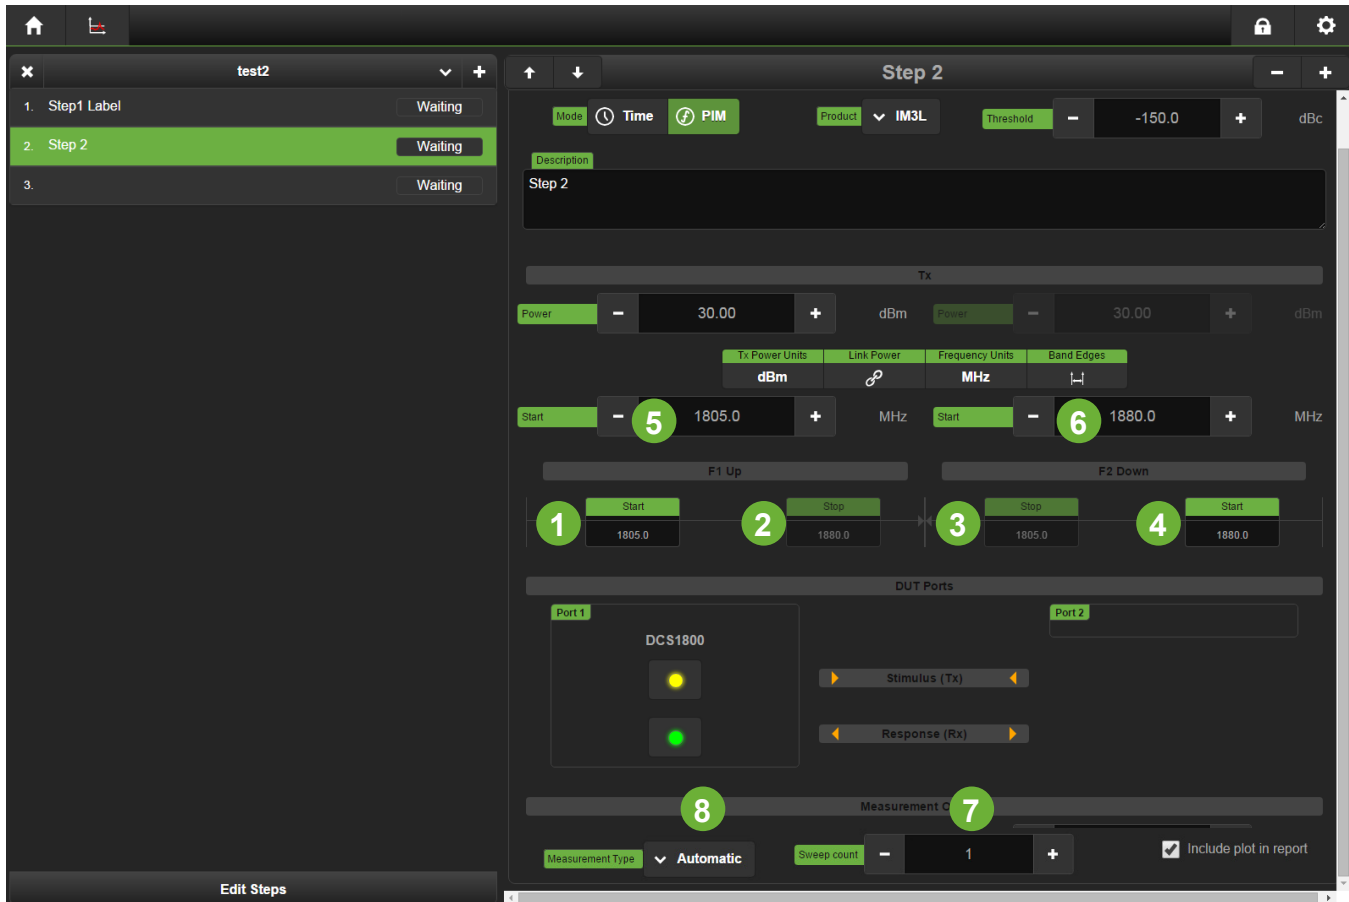 test2
Step 2
1. Step1 Label Waiting
2. Step 2 Waiting
3. Waiting
Mode Time PIM Product IM3L Threshold -150.0 dBc
Description
Step 2
Tx
Power 30.00 dBm Power 30.00 dBm
Tx Power Units Link Power Frequency Units Band Edges
dBm MHz
Start 5 1805.0 MHz Start 6 1880.0 MHz
F1 Up F2 Down
1 Start 2 Stop 3 Stop 4 Start
1805.0 1880.0 1805.0 1880.0
DUT Ports
Port 1 Port 2
DCS1800
Stimulus (Tx)
Response (Rx)
8 7
Measurement
Measurement Type Automatic Sweep count 1 Include plot in report
Edit Steps